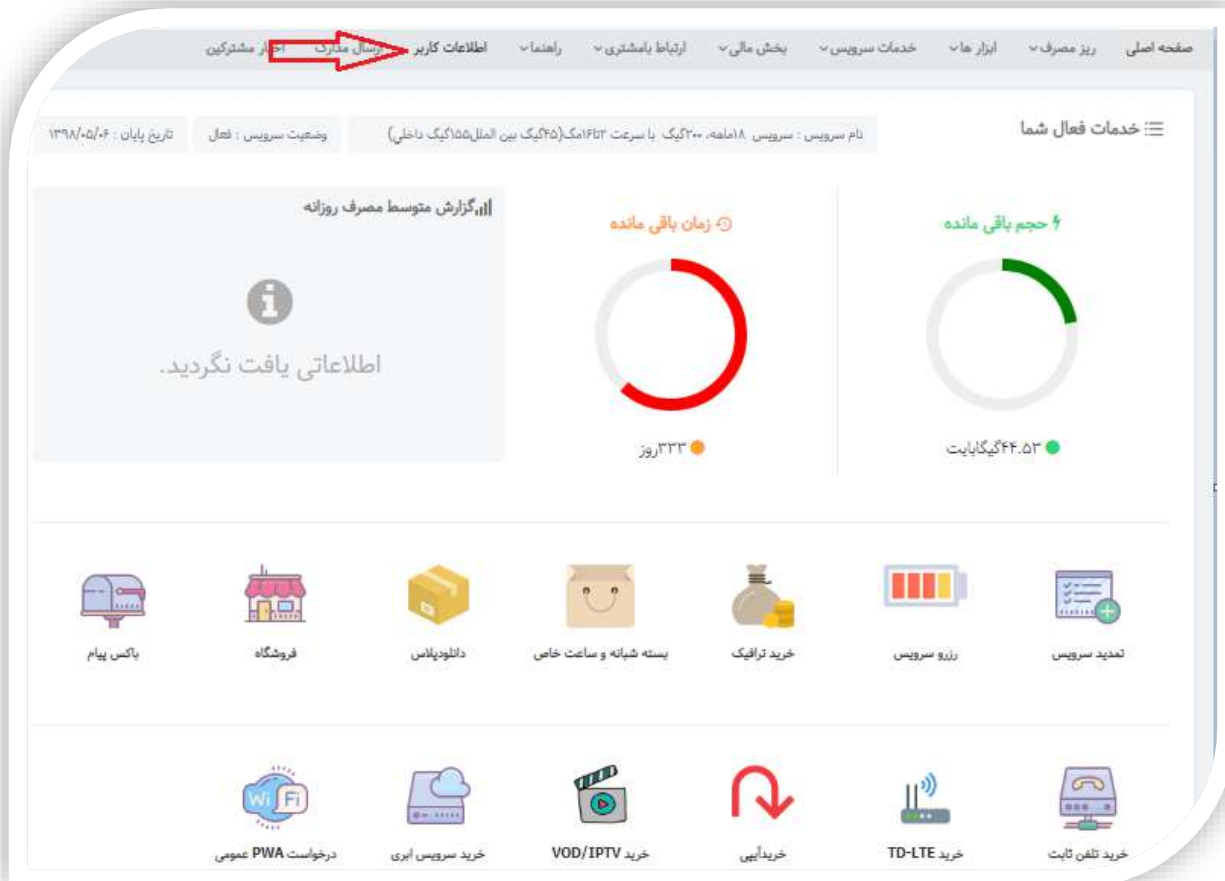 صفحه اصلی ریز مصرف ابزار ها خدمات سرویس بخش مالی ارتباط بامشتری راهنما اطلاعات کاربر ارسال مدارک اخبار مشترکین
خدمات فعال شما
نام سرویس : سرویس ۱۸ماهه، ۲۰۰گیگ با سرعت ۲تا۱۶مگ(۴۵گیگ بین الملل۱۵۵گیگ داخلی)
وضعیت سرویس : فعال
تاریخ پایان : ۱۳۹۸/۰۵/۰۶
حجم باقی مانده
زمان باقی مانده
گزارش متوسط مصرف روزانه
اطلاعاتی یافت نگردید.
۴۴.۵۳گیگابایت
۳۳۳روز
تمدید سرویس
رزرو سرویس
خرید ترافیک
بسته شبانه و ساعت خاص
دانلودپلاس
فروشگاه
باکس پیام
WiFi
خرید تلفن ثابت
خرید TD-LTE
خریدآیپی
خرید VOD/IPTV
خرید سرویس ابری
درخواست PWA عمومی